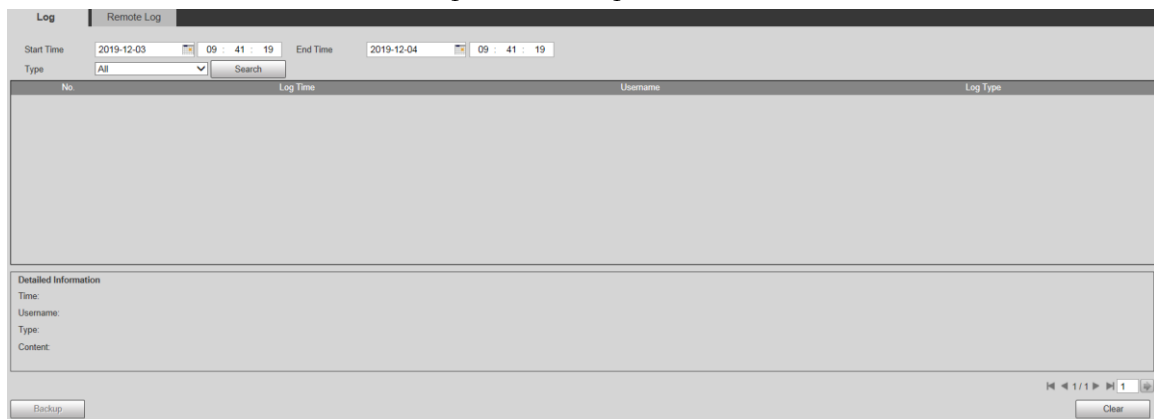 Log Remote Log
Start Time 2019-12-03 09 : 41 : 19 End Time 2019-12-04 09 : 41 : 19
Type All Search
No. Log Time Username Log Type
Detailed Information
Time:
Username:
Type:
Content:
1 / 1 1
Backup Clear